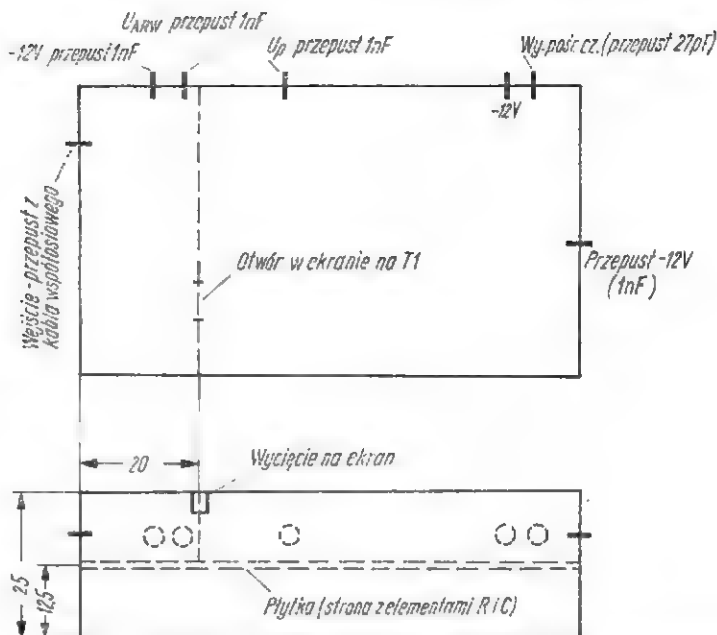 U_ARW przepust 1nF
-12V przepust 1nF
U_p przepust 1nF
Wy.pośr.cz.(przepust 27pF)
-12V
Wejście-przepust z
kabla współosiowego
Otwór w ekranie na T1
Przepust -12V
(1nF)
20
Wycięcie na ekran
25
12,5
Płytka (strona z elementami R i C)